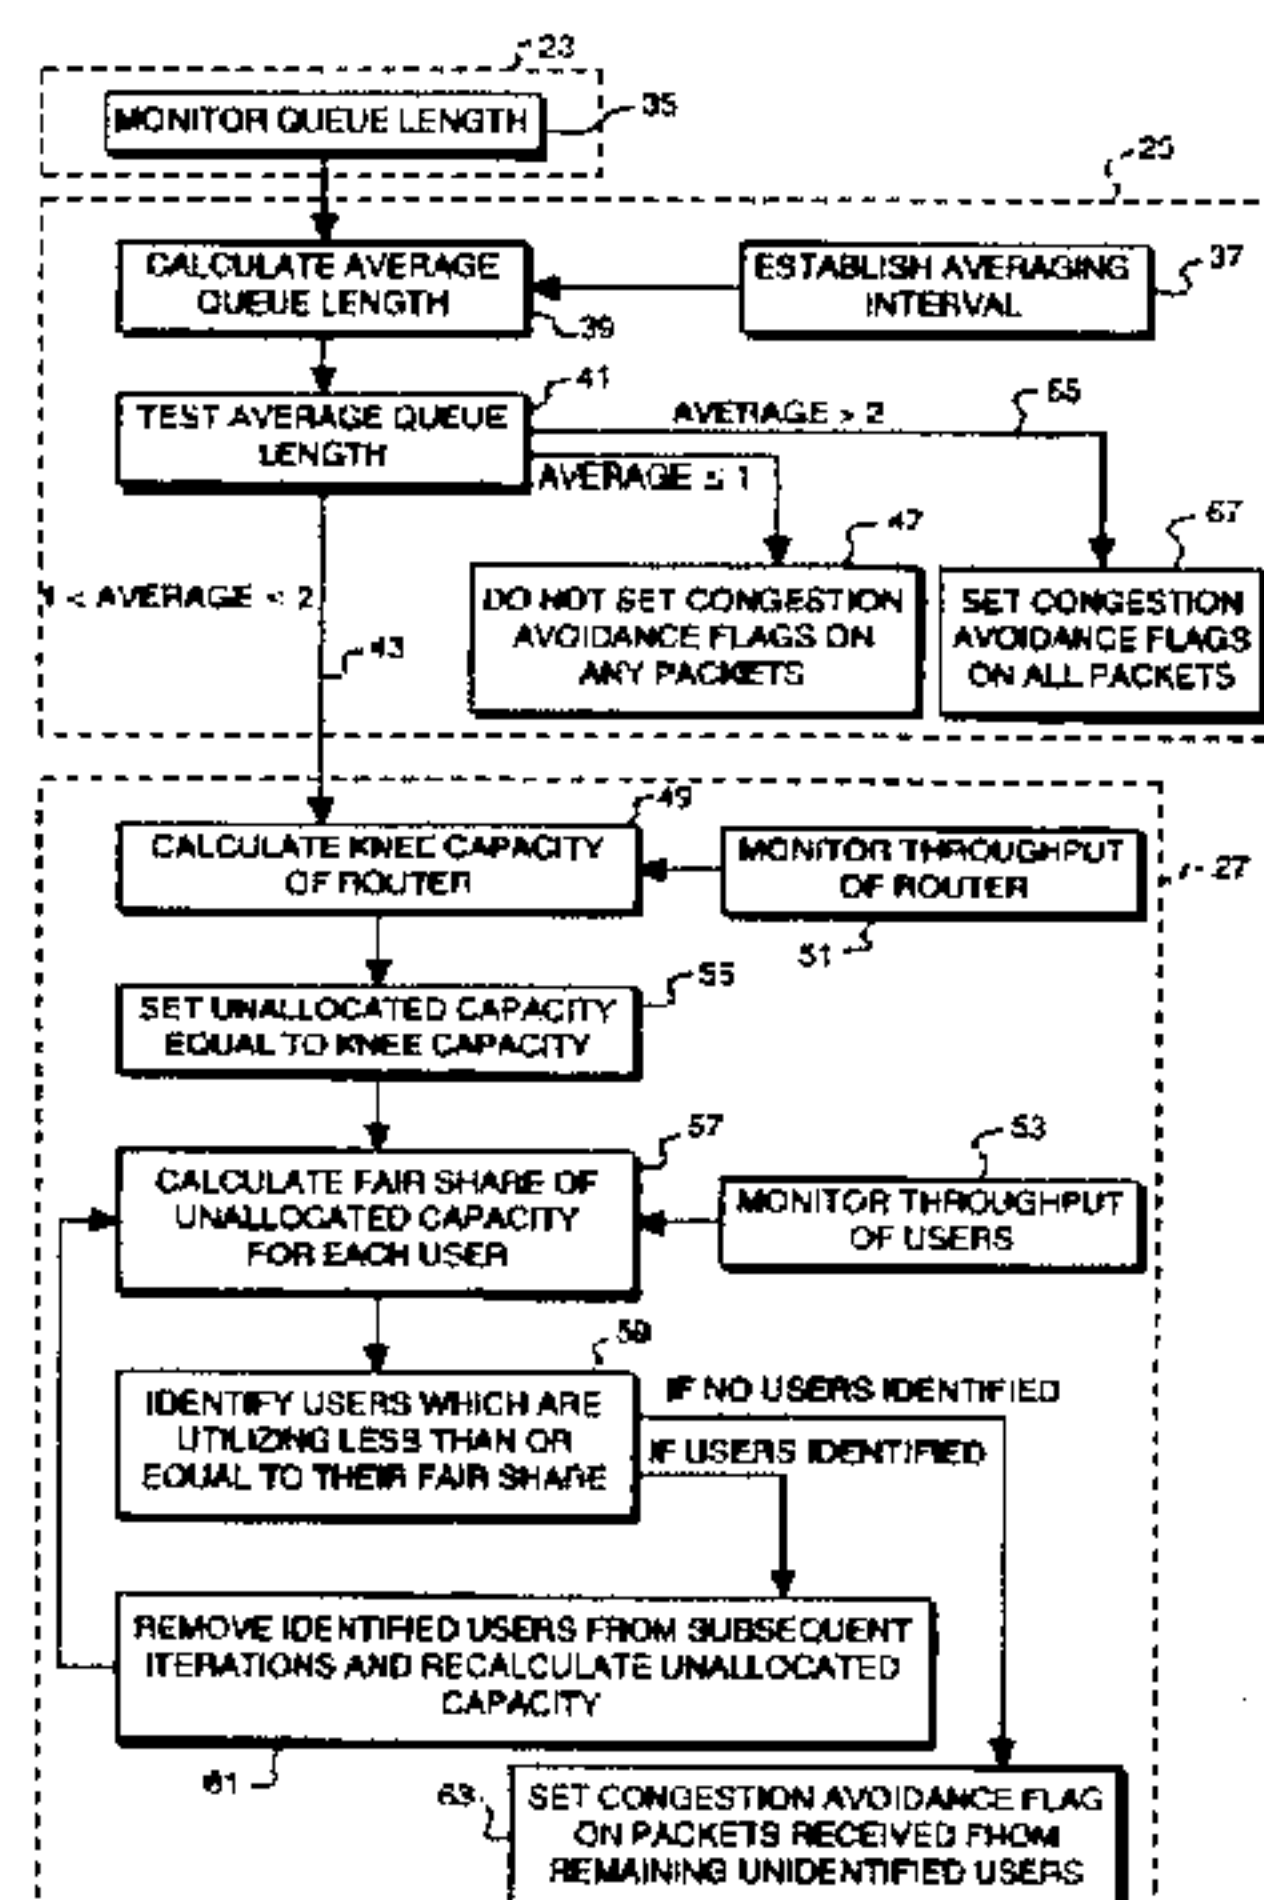 23
MONITOR QUEUE LENGTH
35
25
CALCULATE AVERAGE
QUEUE LENGTH
39
ESTABLISH AVERAGING
INTERVAL
37
TEST AVERAGE QUEUE
LENGTH
41
AVERAGE > 2
65
AVERAGE ≤ 1
47
67
1 < AVERAGE < 2
DO NOT SET CONGESTION
AVOIDANCE FLAGS ON
ANY PACKETS
SET CONGESTION
AVOIDANCE FLAGS
ON ALL PACKETS
43
49
CALCULATE KNEE CAPACITY
OF ROUTER
MONITOR THROUGHPUT
OF ROUTER
27
51
55
SET UNALLOCATED CAPACITY
EQUAL TO KNEE CAPACITY
57
53
CALCULATE FAIR SHARE OF
UNALLOCATED CAPACITY
FOR EACH USER
MONITOR THROUGHPUT
OF USERS
59
IDENTIFY USERS WHICH ARE
UTILIZING LESS THAN OR
EQUAL TO THEIR FAIR SHARE
IF NO USERS IDENTIFIED
IF USERS IDENTIFIED
REMOVE IDENTIFIED USERS FROM SUBSEQUENT
ITERATIONS AND RECALCULATE UNALLOCATED
CAPACITY
61
63
SET CONGESTION AVOIDANCE FLAG
ON PACKETS RECEIVED FROM
REMAINING UNIDENTIFIED USERS